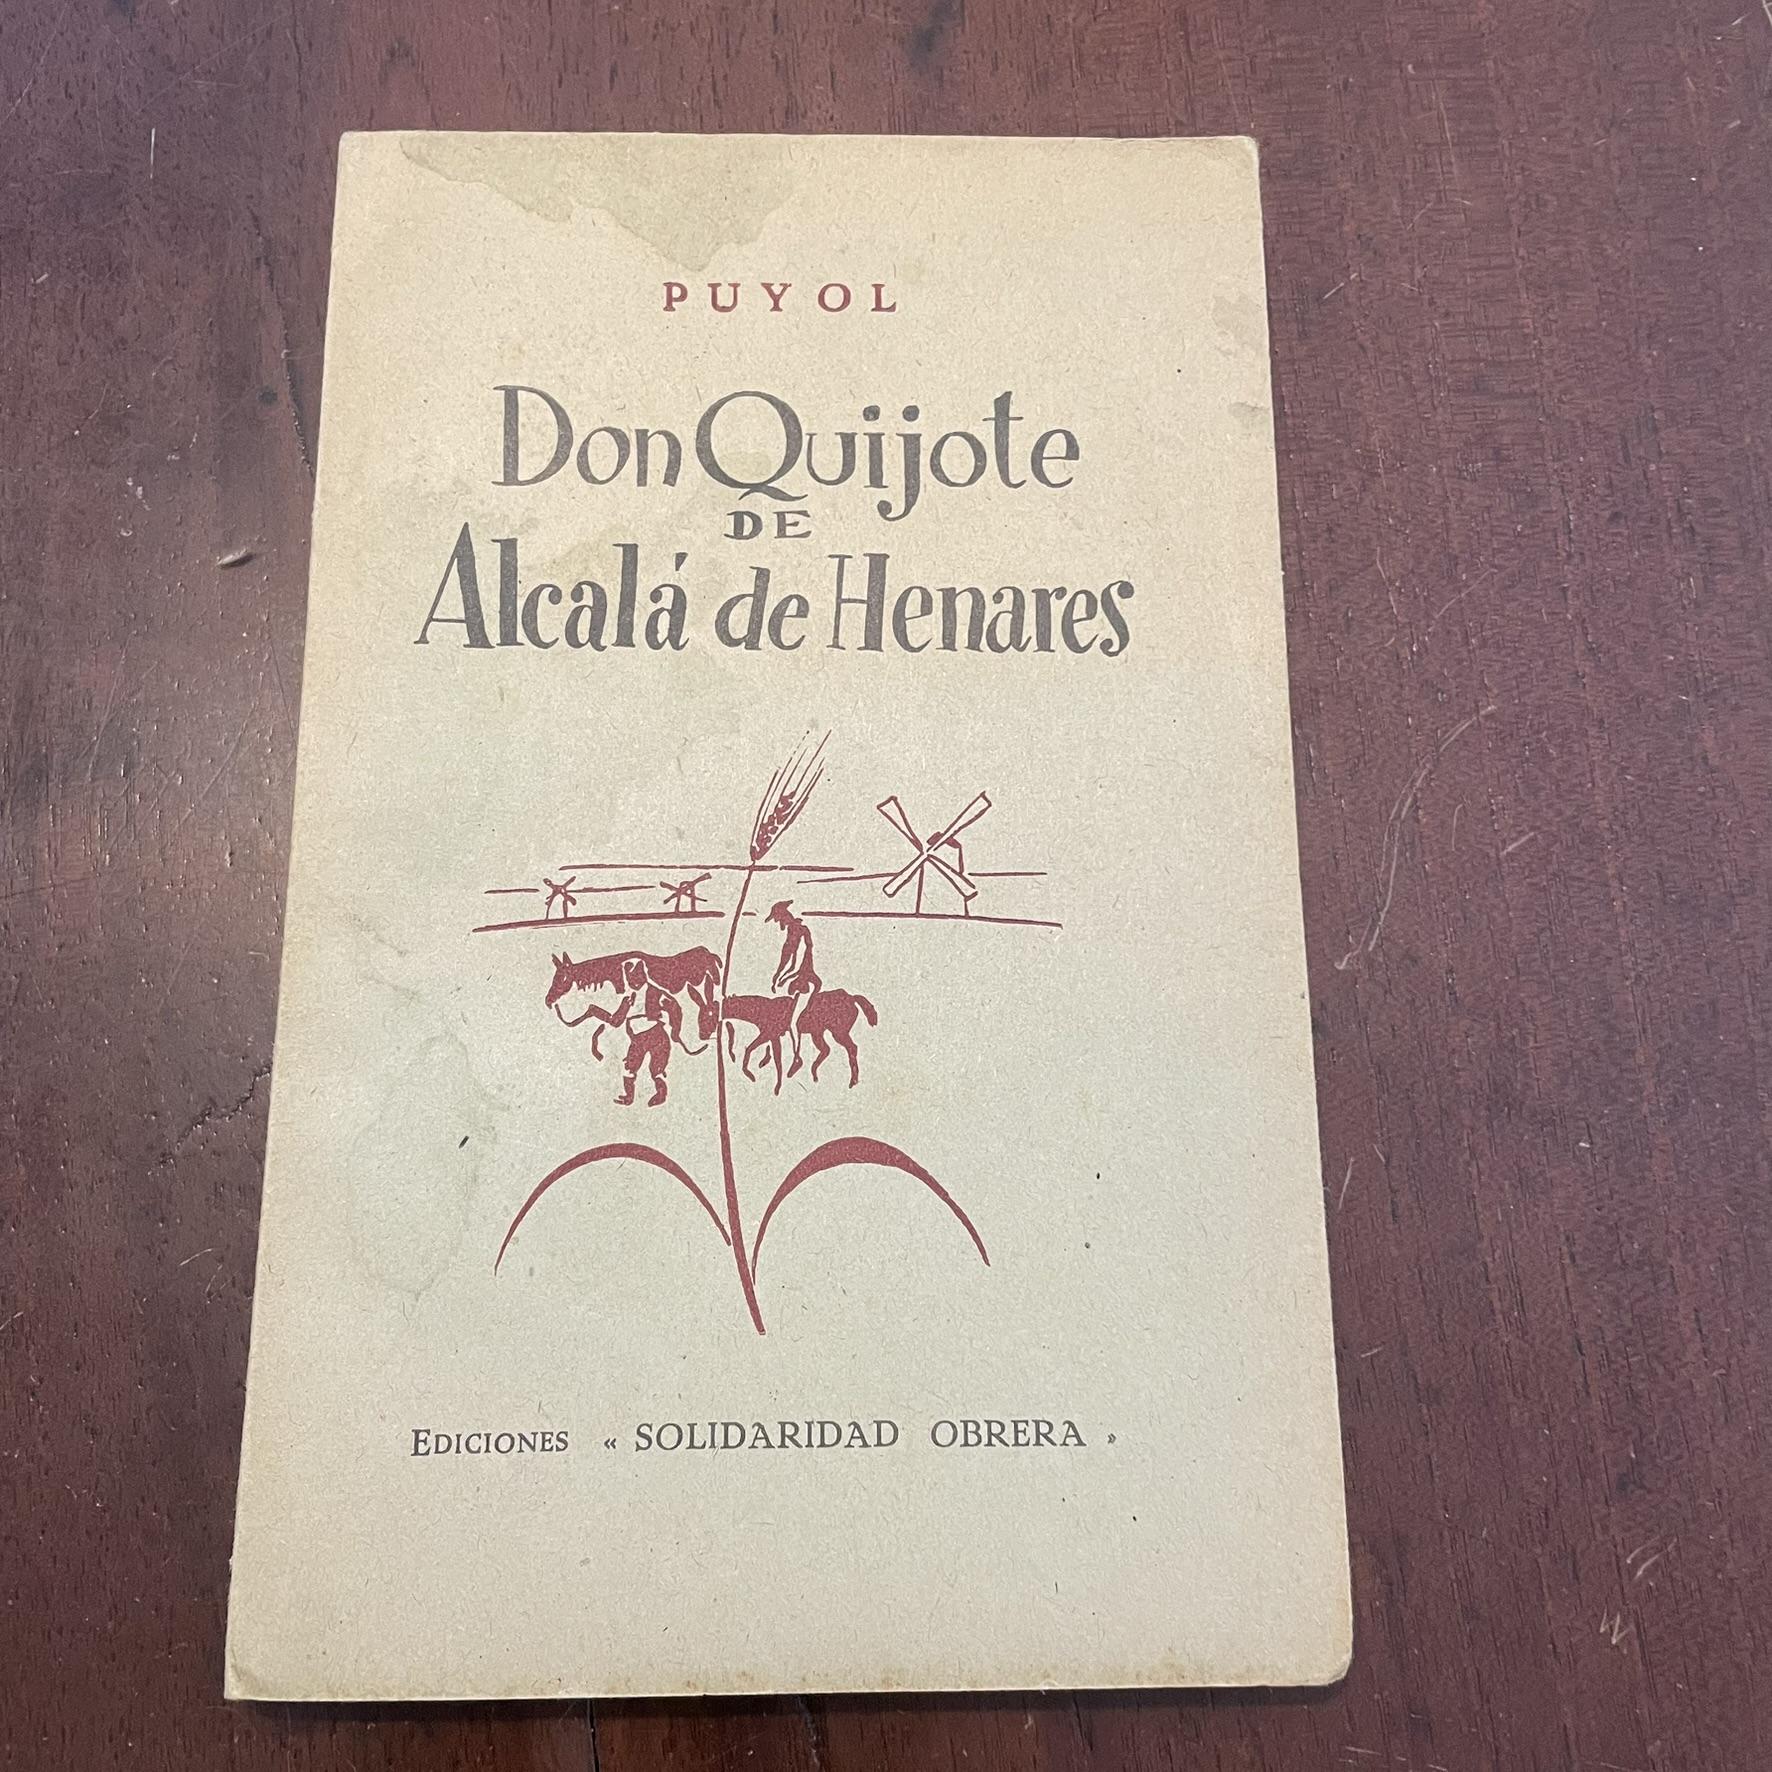 PUYOL
Don Quijote
DE
Alcalá de Henares
EDICIONES « SOLIDARIDAD OBRERA »